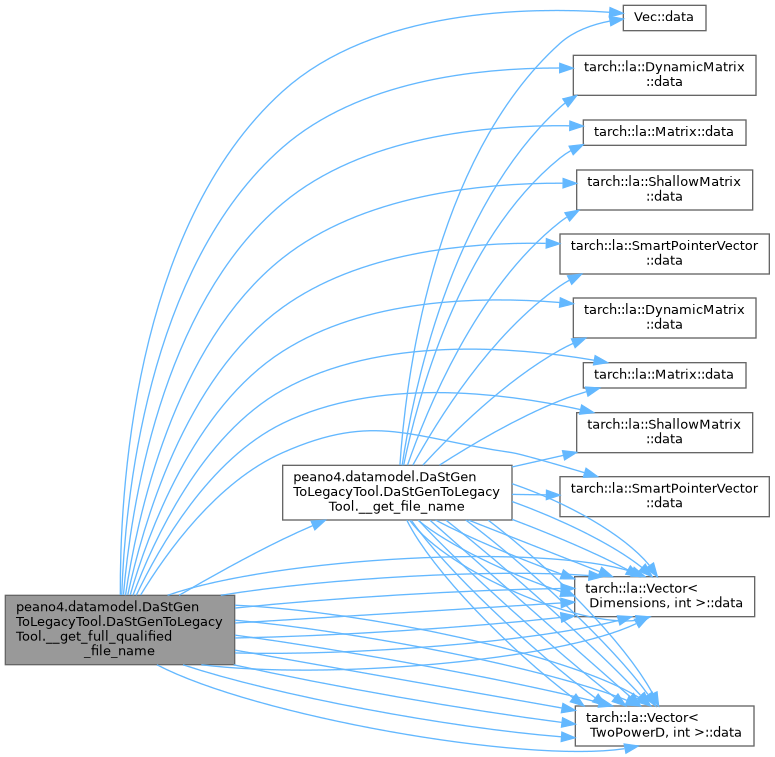 Vec::data
tarch::la::DynamicMatrix
::data
tarch::la::Matrix::data
tarch::la::ShallowMatrix
::data
tarch::la::SmartPointerVector
::data
tarch::la::DynamicMatrix
::data
tarch::la::Matrix::data
tarch::la::ShallowMatrix
::data
peano4.datamodel.DaStGen
ToLegacyTool.DaStGenToLegacy
Tool.__get_file_name
tarch::la::SmartPointerVector
::data
tarch::la::Vector<
Dimensions, int >::data
peano4.datamodel.DaStGen
ToLegacyTool.DaStGenToLegacy
Tool.__get_full_qualified
_file_name
tarch::la::Vector<
TwoPowerD, int >::data